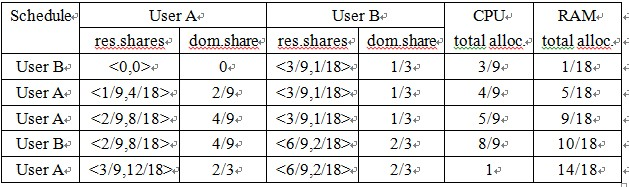 Schedule User A User B CPU RAM
res.shares dom.share res.shares dom.share total alloc. total alloc.
User B <0,0> 0 <3/9,1/18> 1/3 3/9 1/18
User A <1/9,4/18> 2/9 <3/9,1/18> 1/3 4/9 5/18
User A <2/9,8/18> 4/9 <3/9,1/18> 1/3 5/9 9/18
User B <2/9,8/18> 4/9 <6/9,2/18> 2/3 8/9 10/18
User A <3/9,12/18> 2/3 <6/9,2/18> 2/3 1 14/18